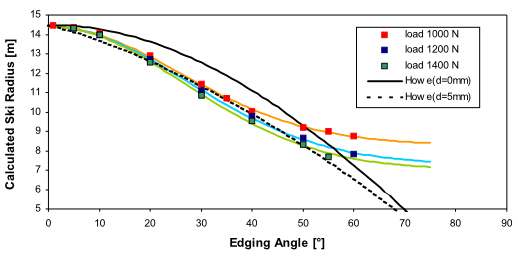 15
14
13
12
11
10
9
8
7
6
5
Calculated Ski Radius [m]
0 10 20 30 40 50 60 70 80 90
Edging Angle [°]
load 1000 N
load 1200 N
load 1400 N
How e(d=0mm)
How e(d=5mm)